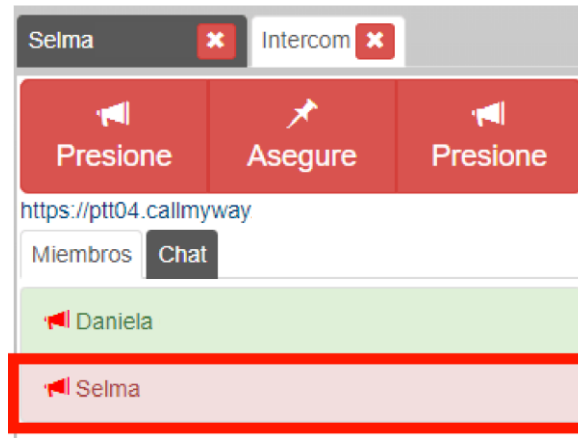 Selma Intercom
Presione Asegure Presione
https://ptt04.callmyway
Miembros Chat
Daniela
Selma